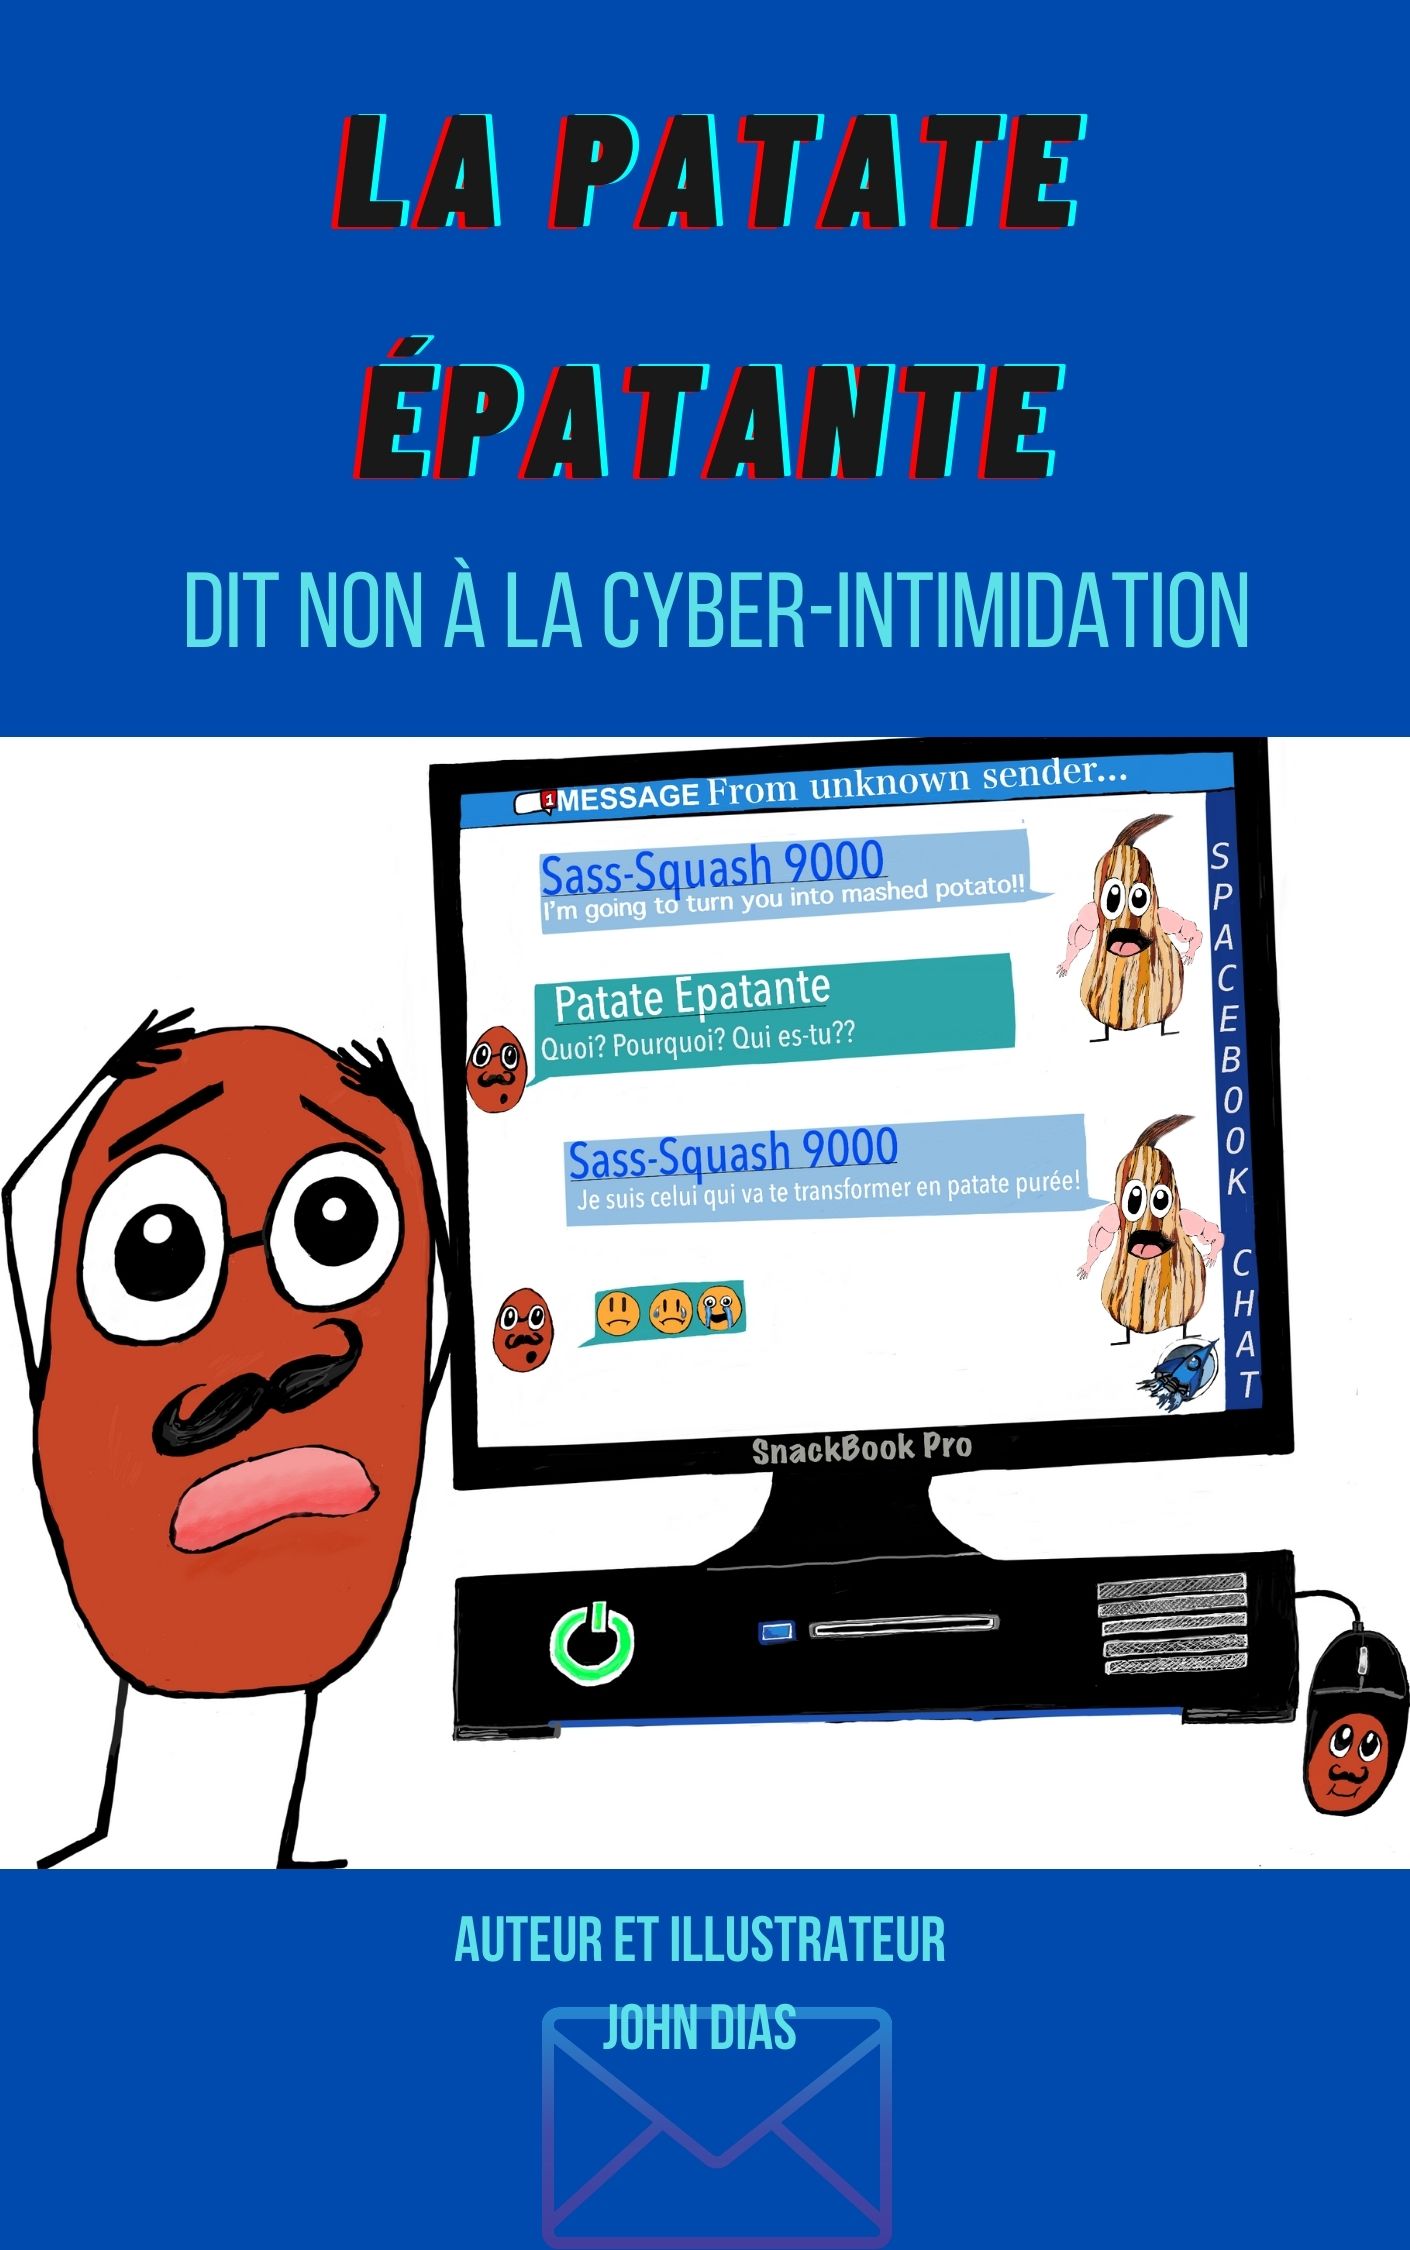 LA PATATE
ÉPATANTE
DIT NON À LA CYBER-INTIMIDATION
1 MESSAGE From unknown sender...
Sass-Squash 9000
I'm going to turn you into mashed potato!!
Patate Epatante
Quoi? Pourquoi? Qui es-tu??
Sass-Squash 9000
Je suis celui qui va te transformer en patate purée!
SPACEBOOK CHAT
SnackBook Pro
AUTEUR ET ILLUSTRATEUR
JOHN DIAS